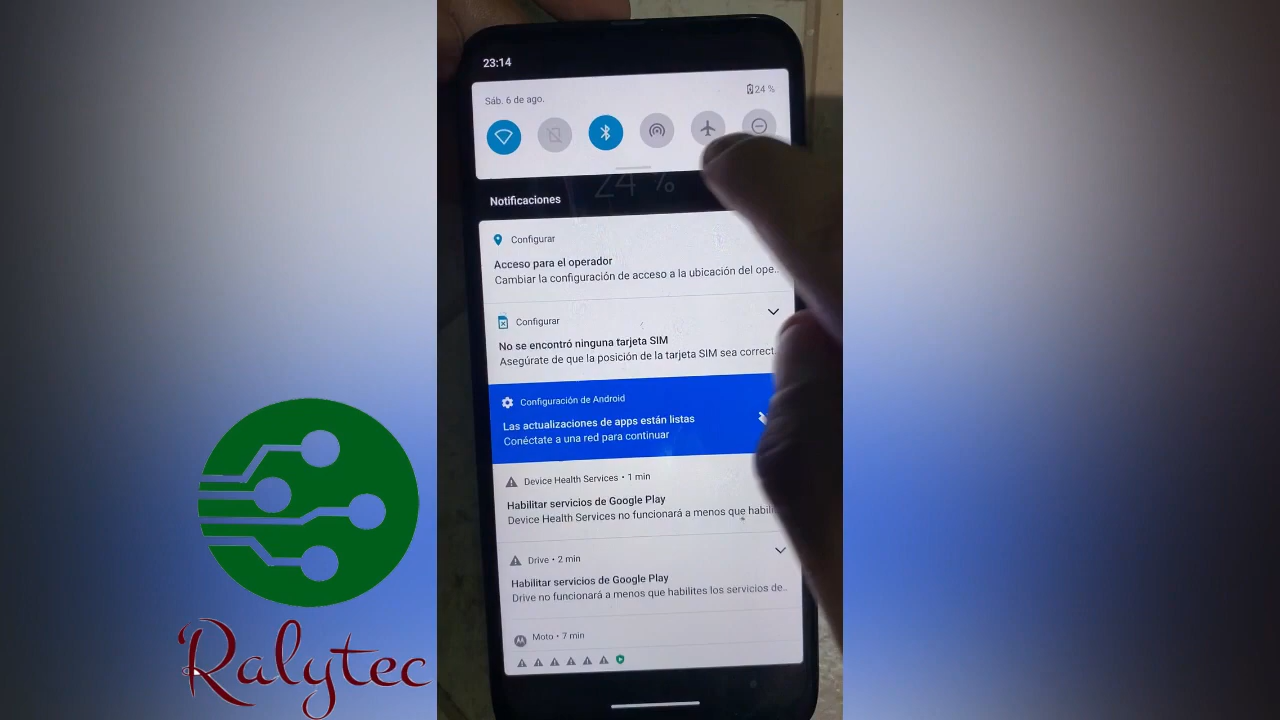 23:14
Sáb. 6 de ago.
24 %
24 %
Notificaciones
Configurar
Acceso para el operador
Cambiar la configuración de acceso a la ubicación del ope..
Configurar
No se encontró ninguna tarjeta SIM
Asegúrate de que la posición de la tarjeta SIM sea correct..
Configuración de Android
Las actualizaciones de apps están listas
Conéctate a una red para continuar
Device Health Services • 1 min
Habilitar servicios de Google Play
Device Health Services no funcionará a menos que habili
Drive • 2 min
Habilitar servicios de Google Play
Drive no funcionará a menos que habilites los servicios de..
Moto • 7 min
Ralytec